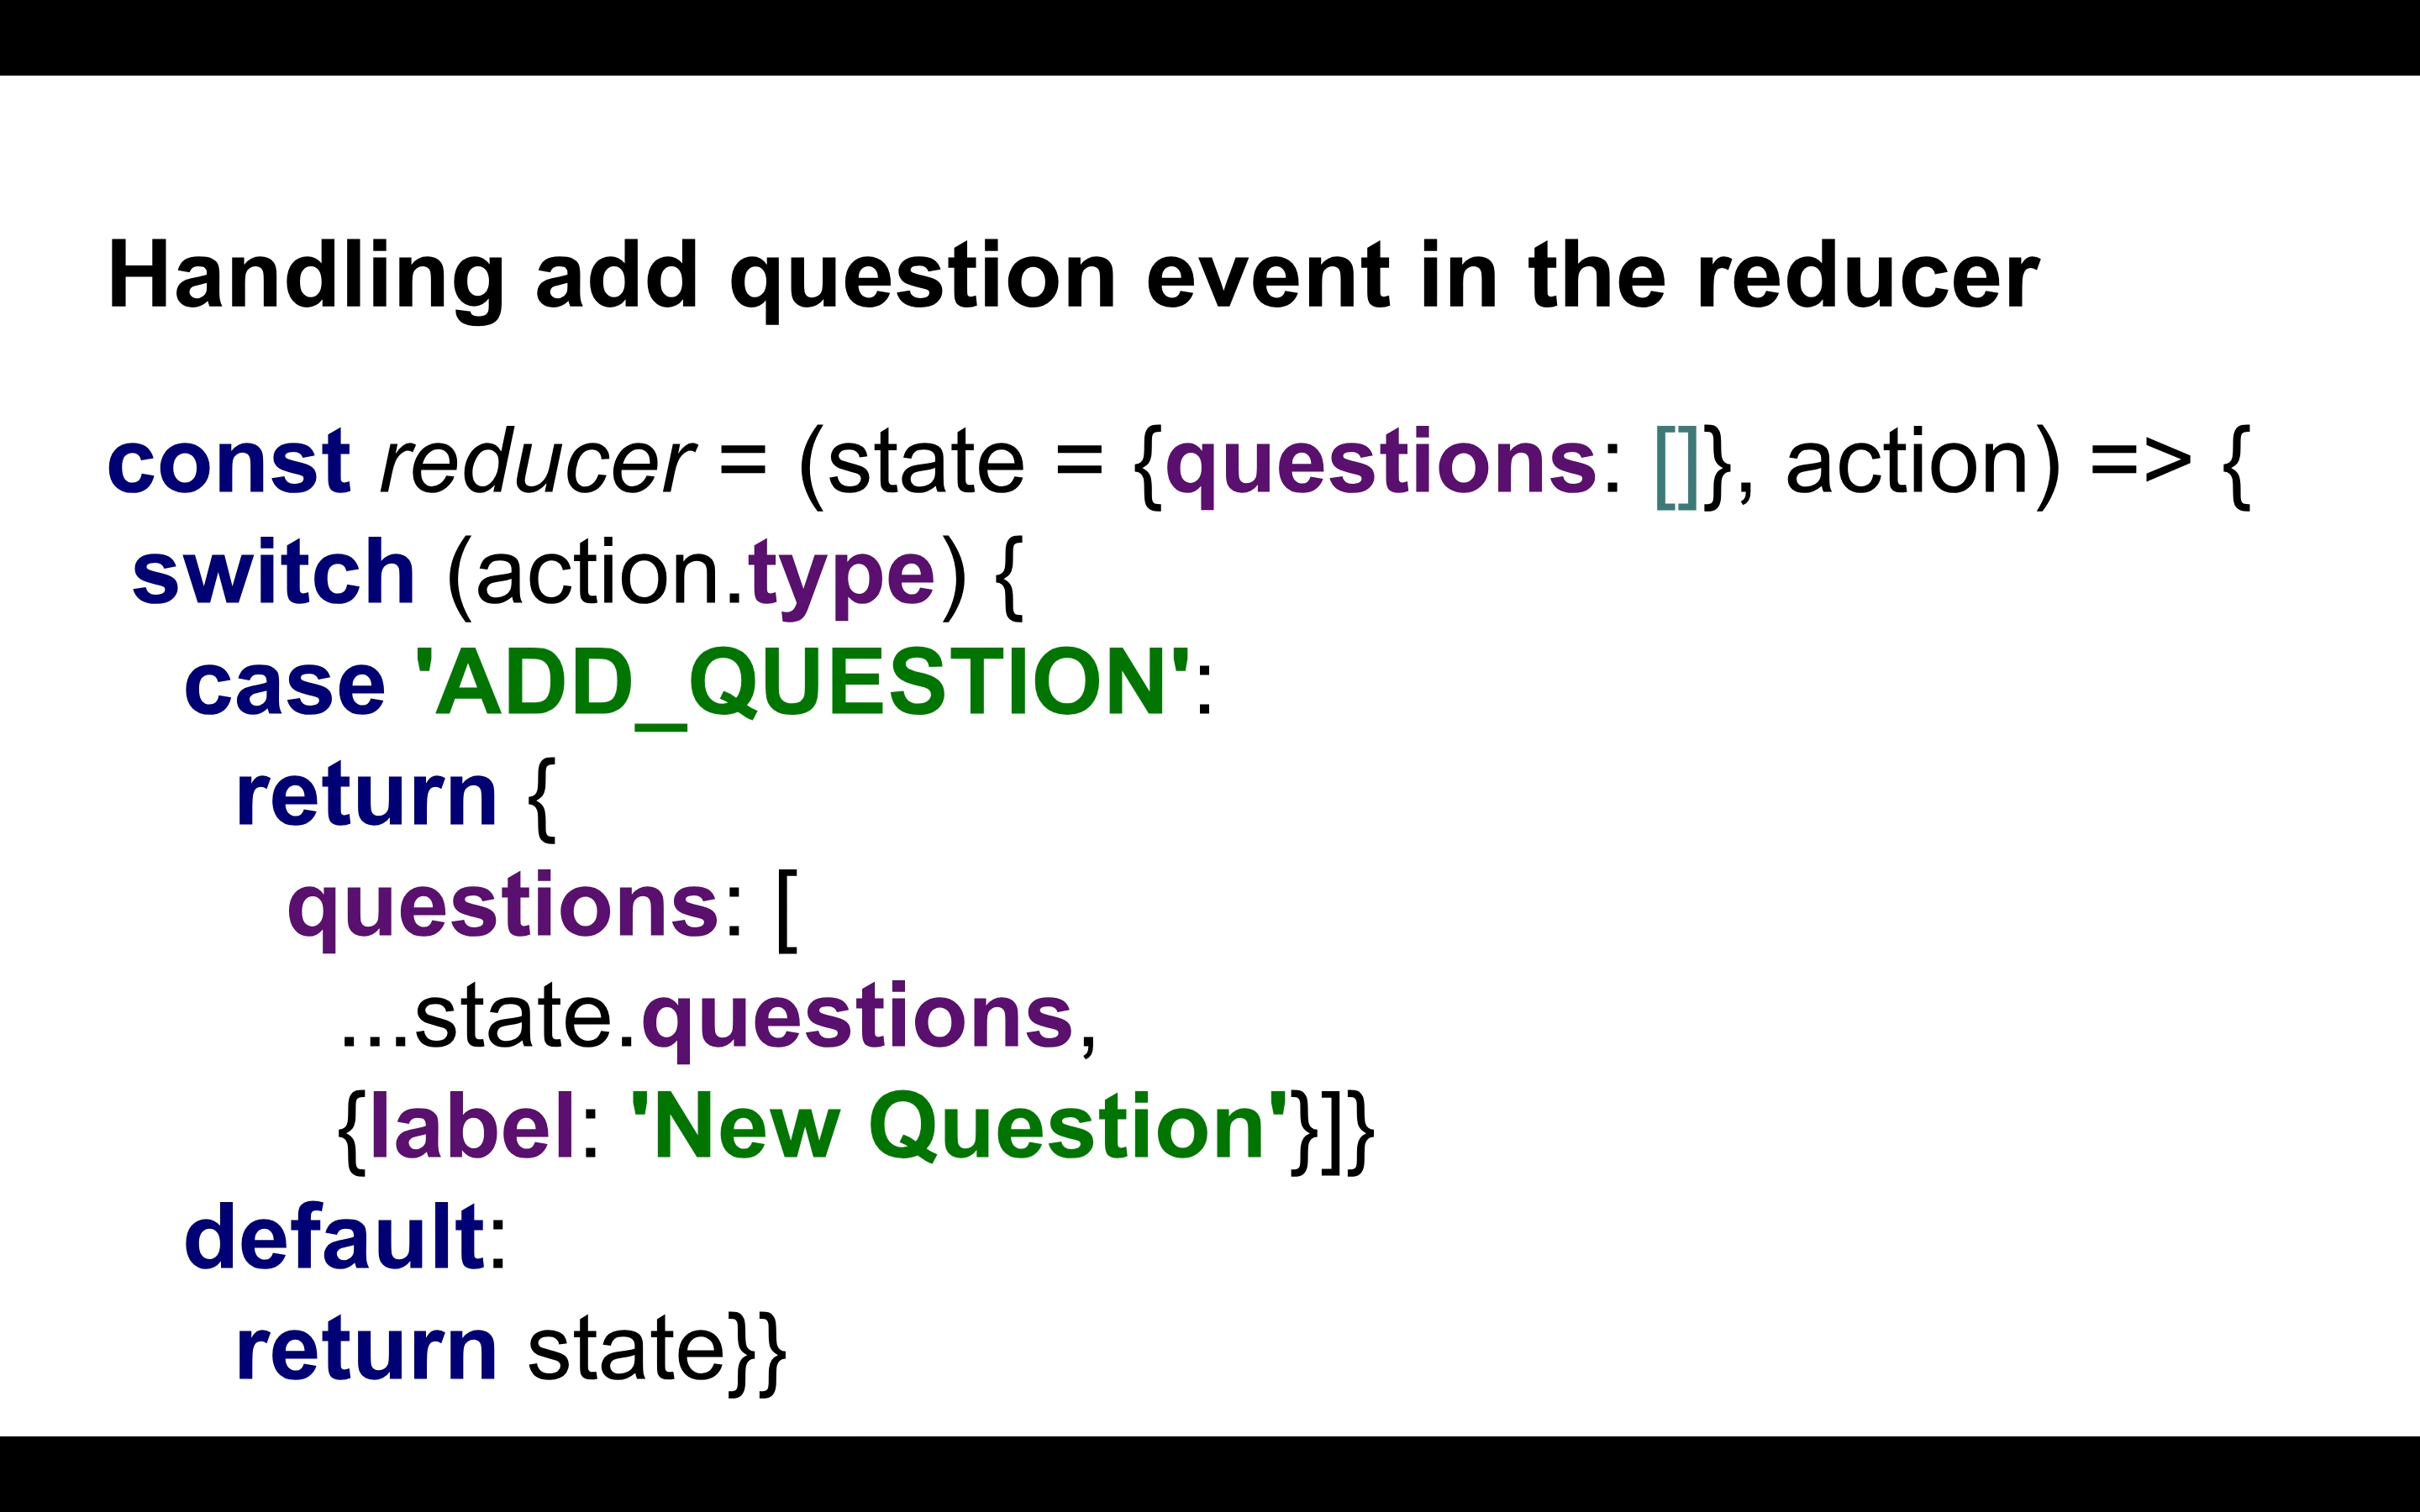 Handling add question event in the reducer
const reducer = (state = {questions: []}, action) => {
switch (action.type) {
case 'ADD_QUESTION':
return {
questions: [
...state.questions,
{label: 'New Question'}]}
default:
return state}}